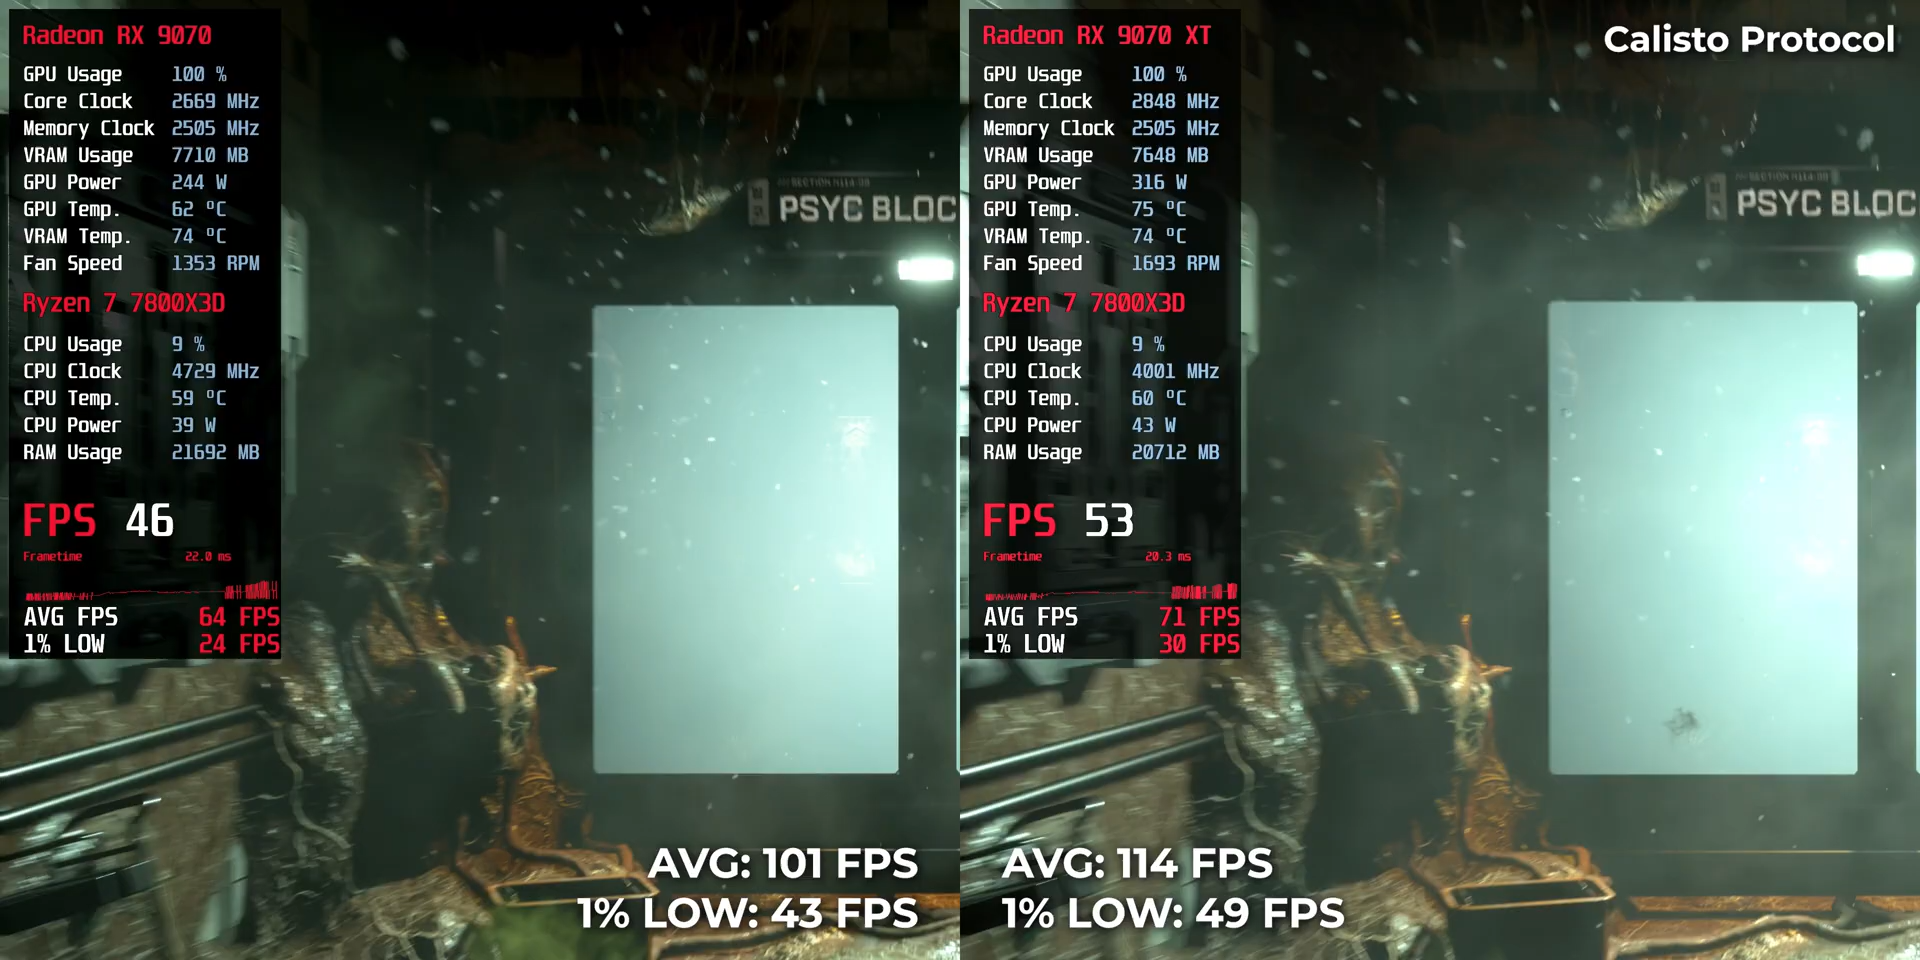 Radeon RX 9070
GPU Usage 100 %
Core Clock 2669 MHz
Memory Clock 2505 MHz
VRAM Usage 7710 MB
GPU Power 244 W
GPU Temp. 62 ºC
VRAM Temp. 74 ºC
Fan Speed 1353 RPM
Ryzen 7 7800X3D
CPU Usage 9 %
CPU Clock 4729 MHz
CPU Temp. 59 ºC
CPU Power 39 W
RAM Usage 21692 MB
FPS 46
Frametime 22.0 ms
AVG FPS 64 FPS
1% LOW 24 FPS
PSYC BLOC
AVG: 101 FPS
1% LOW: 43 FPS
Radeon RX 9070 XT
GPU Usage 100 %
Core Clock 2848 MHz
Memory Clock 2505 MHz
VRAM Usage 7648 MB
GPU Power 316 W
GPU Temp. 75 ºC
VRAM Temp. 74 ºC
Fan Speed 1693 RPM
Ryzen 7 7800X3D
CPU Usage 9 %
CPU Clock 4001 MHz
CPU Temp. 60 ºC
CPU Power 43 W
RAM Usage 20712 MB
FPS 53
Frametime 20.3 ms
AVG FPS 71 FPS
1% LOW 30 FPS
Calisto Protocol
PSYC BLOC
AVG: 114 FPS
1% LOW: 49 FPS